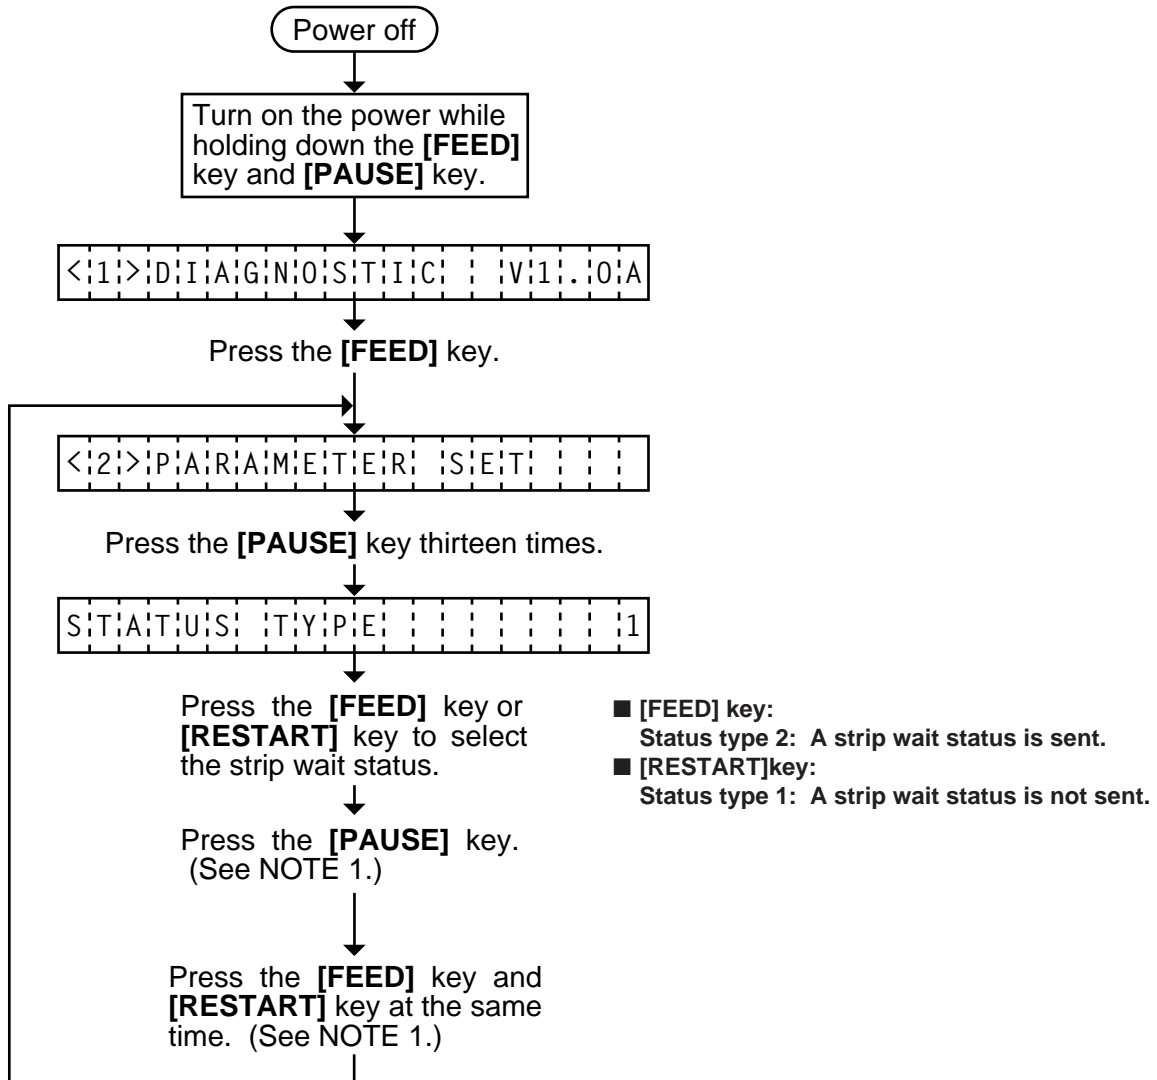 Power off
Turn on the power while
holding down the [FEED]
key and [PAUSE] key.
<1>DIAGNOSTIC  V1.0A
Press the [FEED] key.
<2>PARAMETER SET
Press the [PAUSE] key thirteen times.
STATUS TYPE        1
Press the [FEED] key or
[RESTART] key to select
the strip wait status.
■ [FEED] key:
Status type 2: A strip wait status is sent.
■ [RESTART]key:
Status type 1: A strip wait status is not sent.
Press the [PAUSE] key.
(See NOTE 1.)
Press the [FEED] key and
[RESTART] key at the same
time. (See NOTE 1.)